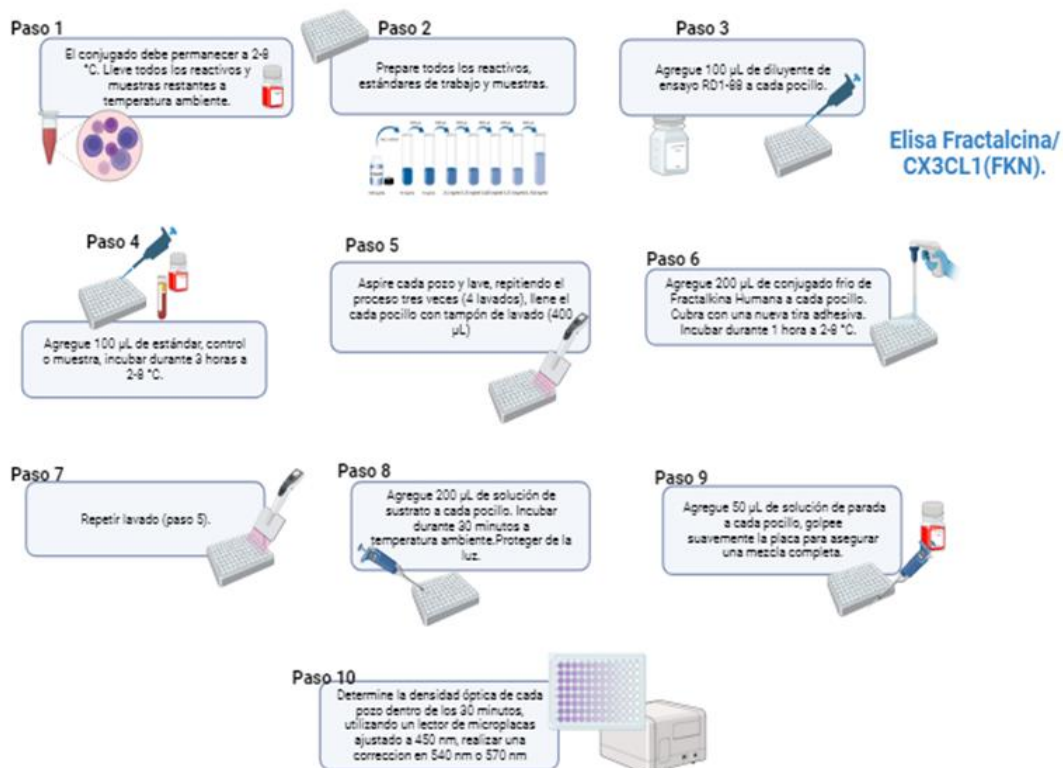 Paso 1
El conjugado debe permanecer a 2-8
°C. Lleve todos los reactivos y
muestras restantes a
temperatura ambiente.
Paso 2
Prepare todos los reactivos,
estándares de trabajo y muestras.
Paso 3
Agregue 100 µL de diluyente de
ensayo RD1-88 a cada pocillo.
Elisa Fractalcina/
CX3CL1(FKN).
Paso 4
Agregue 100 µL de estándar, control
o muestra, incubar durante 3 horas a
2-8 °C.
Paso 5
Aspire cada pozo y lave, repitiendo el
proceso tres veces (4 lavados), llene el
cada pocillo con tampón de lavado (400
µL)
Paso 6
Agregue 200 µL de conjugado frío de
Fractalkina Humana a cada pocillo.
Cubra con una nueva tira adhesiva.
Incubar durante 1 hora a 2-8 °C.
Paso 7
Repetir lavado (paso 5).
Paso 8
Agregue 200 µL de solución de
sustrato a cada pocillo. Incubar
durante 30 minutos a
temperatura ambiente.Proteger de la
luz.
Paso 9
Agregue 50 µL de solución de parada
a cada pocillo, golpee
suavemente la placa para asegurar
una mezcla completa.
Paso 10
Determine la densidad óptica de cada
pozo dentro de los 30 minutos,
utilizando un lector de microplacas
ajustado a 450 nm, realizar una
correccion en 540 nm o 570 nm